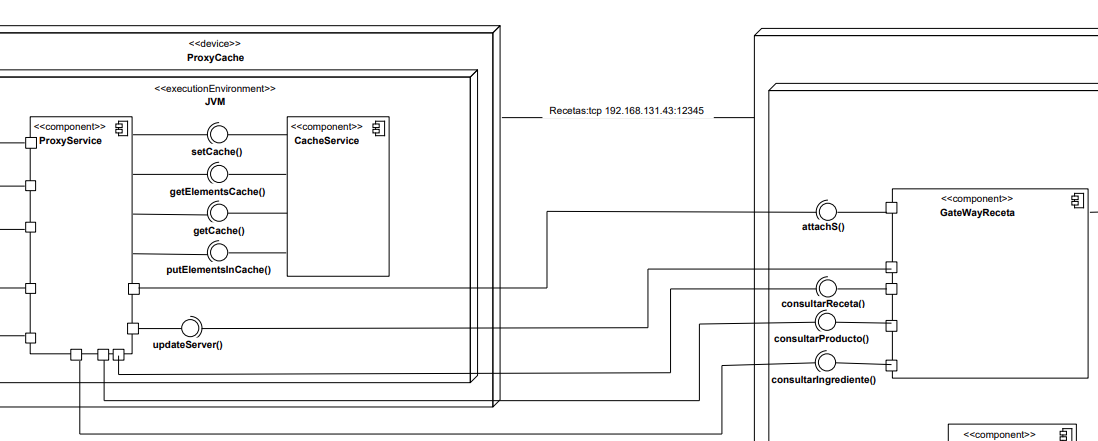 <<device>>
ProxyCache
<<executionEnvironment>>
JVM
<<component>>
ProxyService
setCache()
getElementsCache()
getCache()
putElementsInCache()
updateServer()
<<component>>
CacheService
Recetas:tcp 192.168.131.43:12345
attachS()
consultarReceta()
consultarProducto()
consultarIngrediente()
<<component>>
GateWayReceta
<<component>>